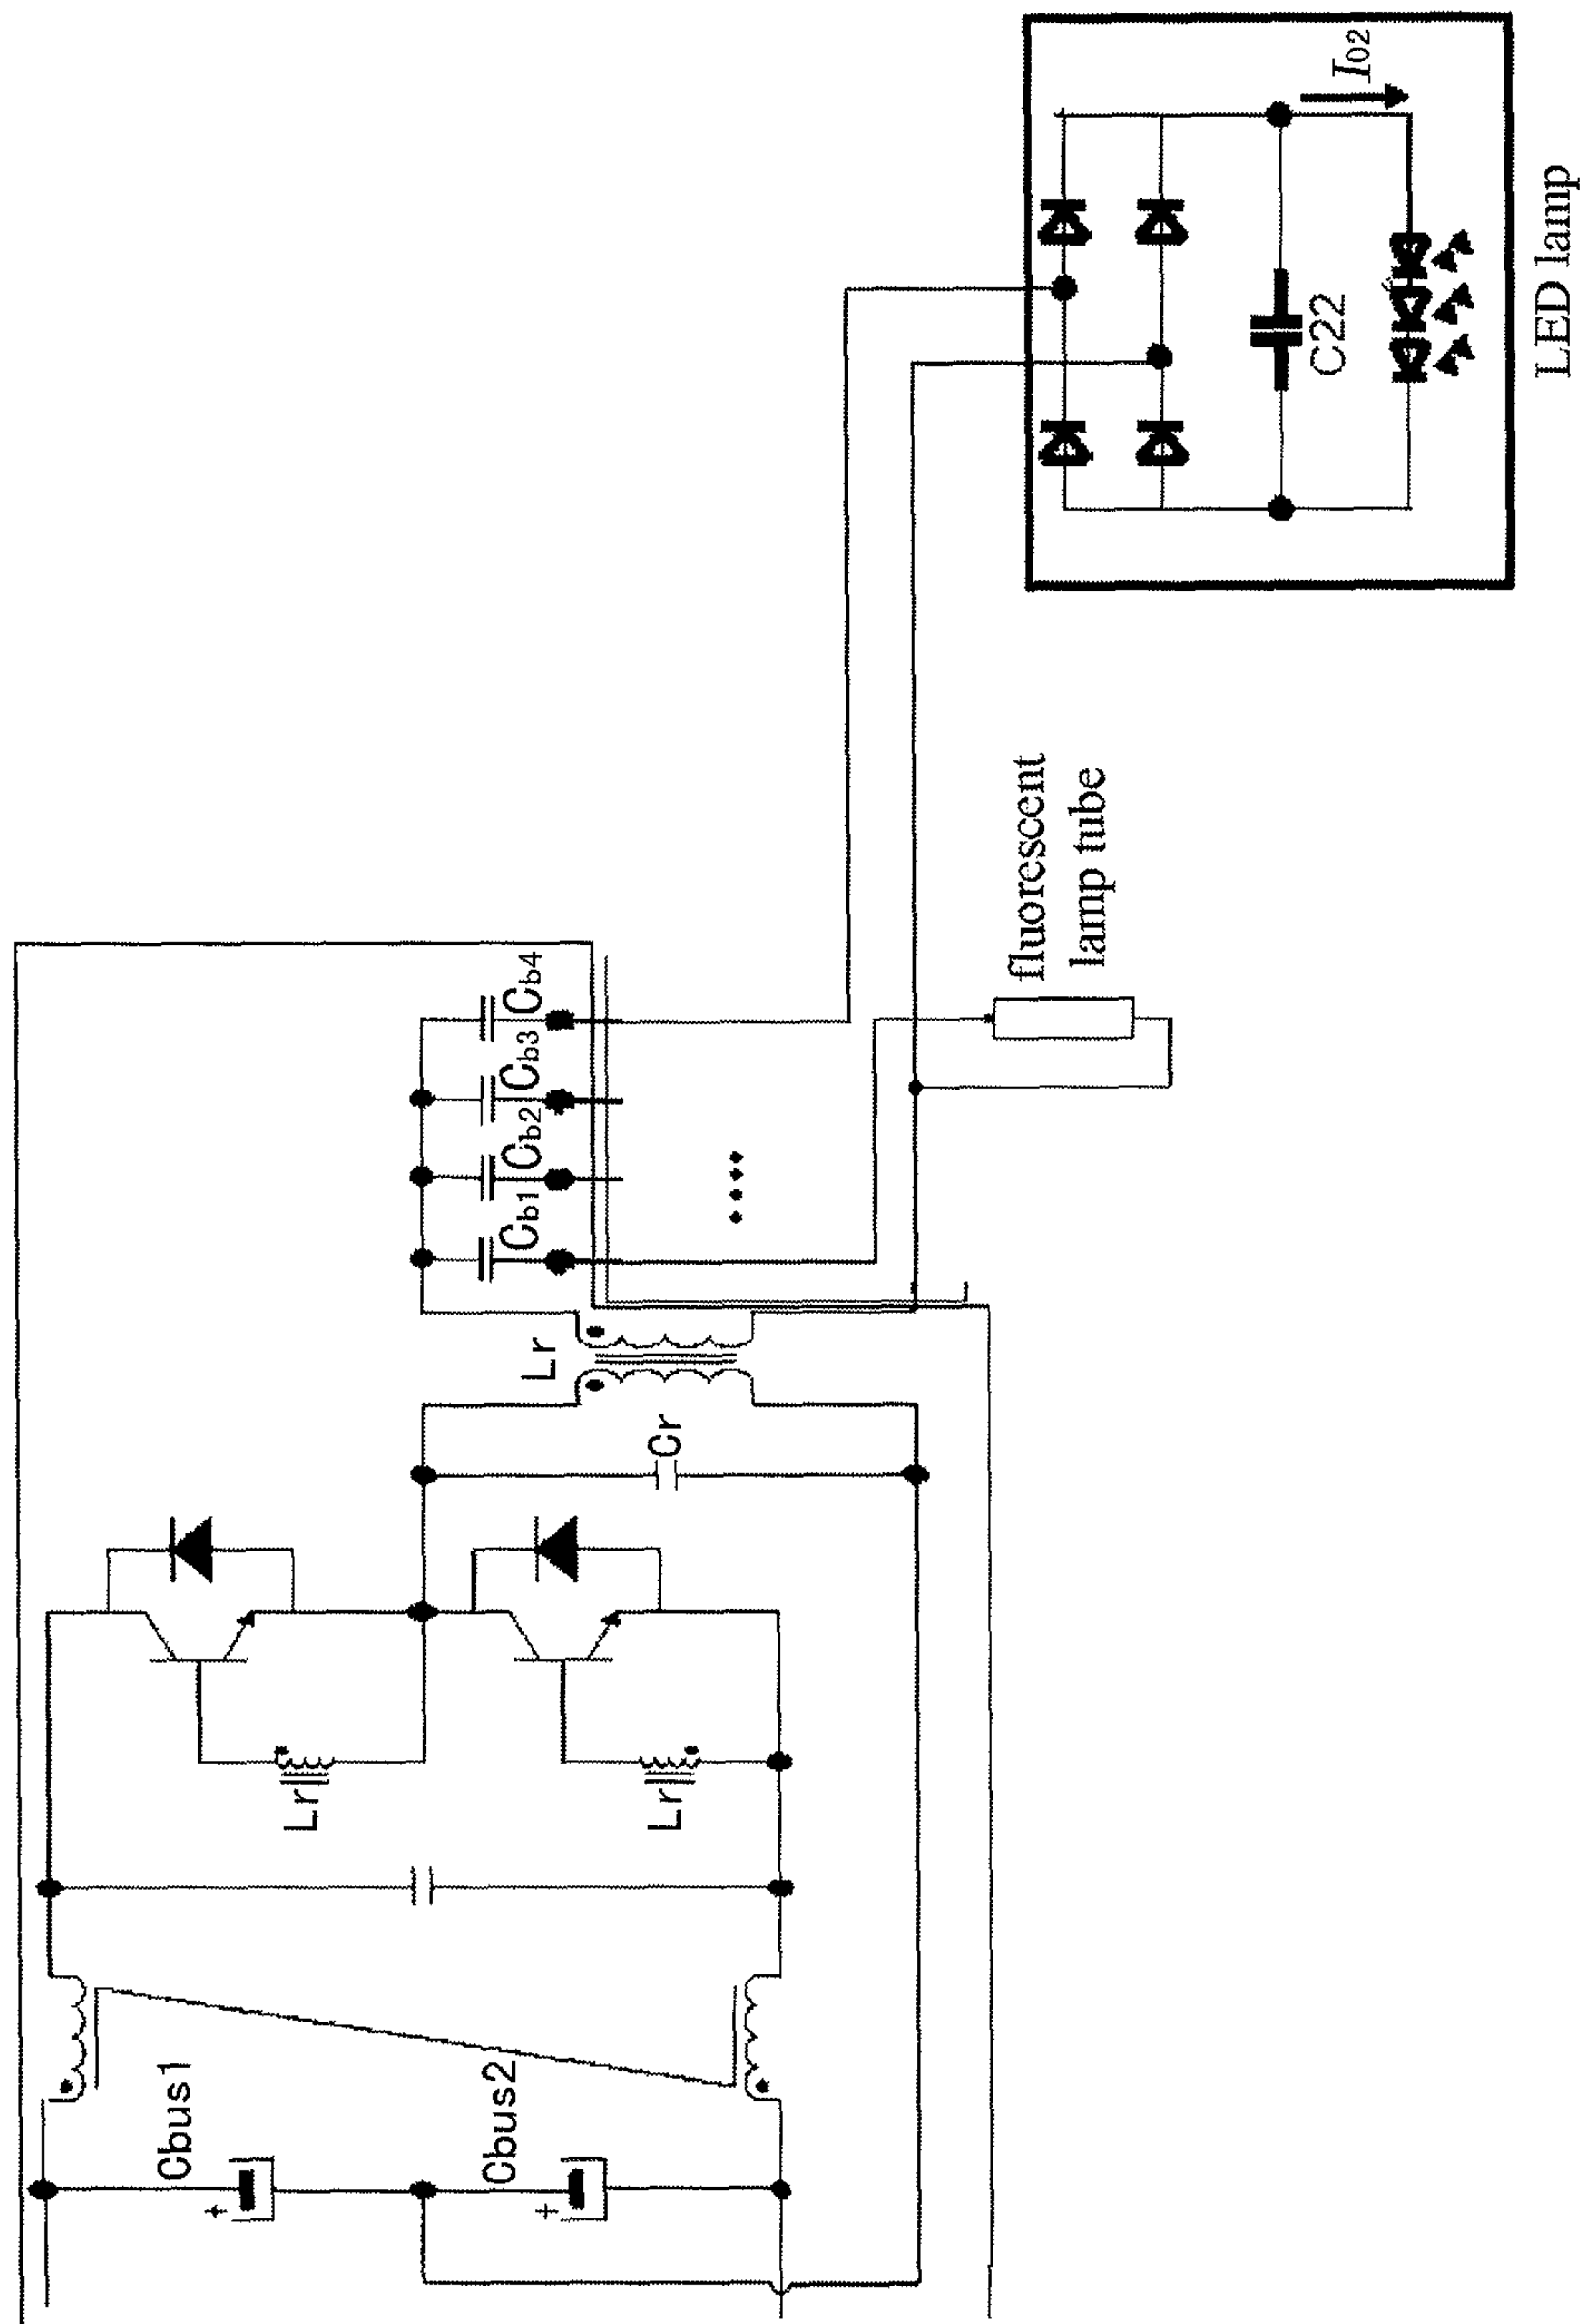 Cbus1
Cbus2
+
+
Lr
Lr
Cr
Lr
Cb1
Cb2
Cb3
Cb4
fluorescent
lamp tube
C22
I02
LED lamp